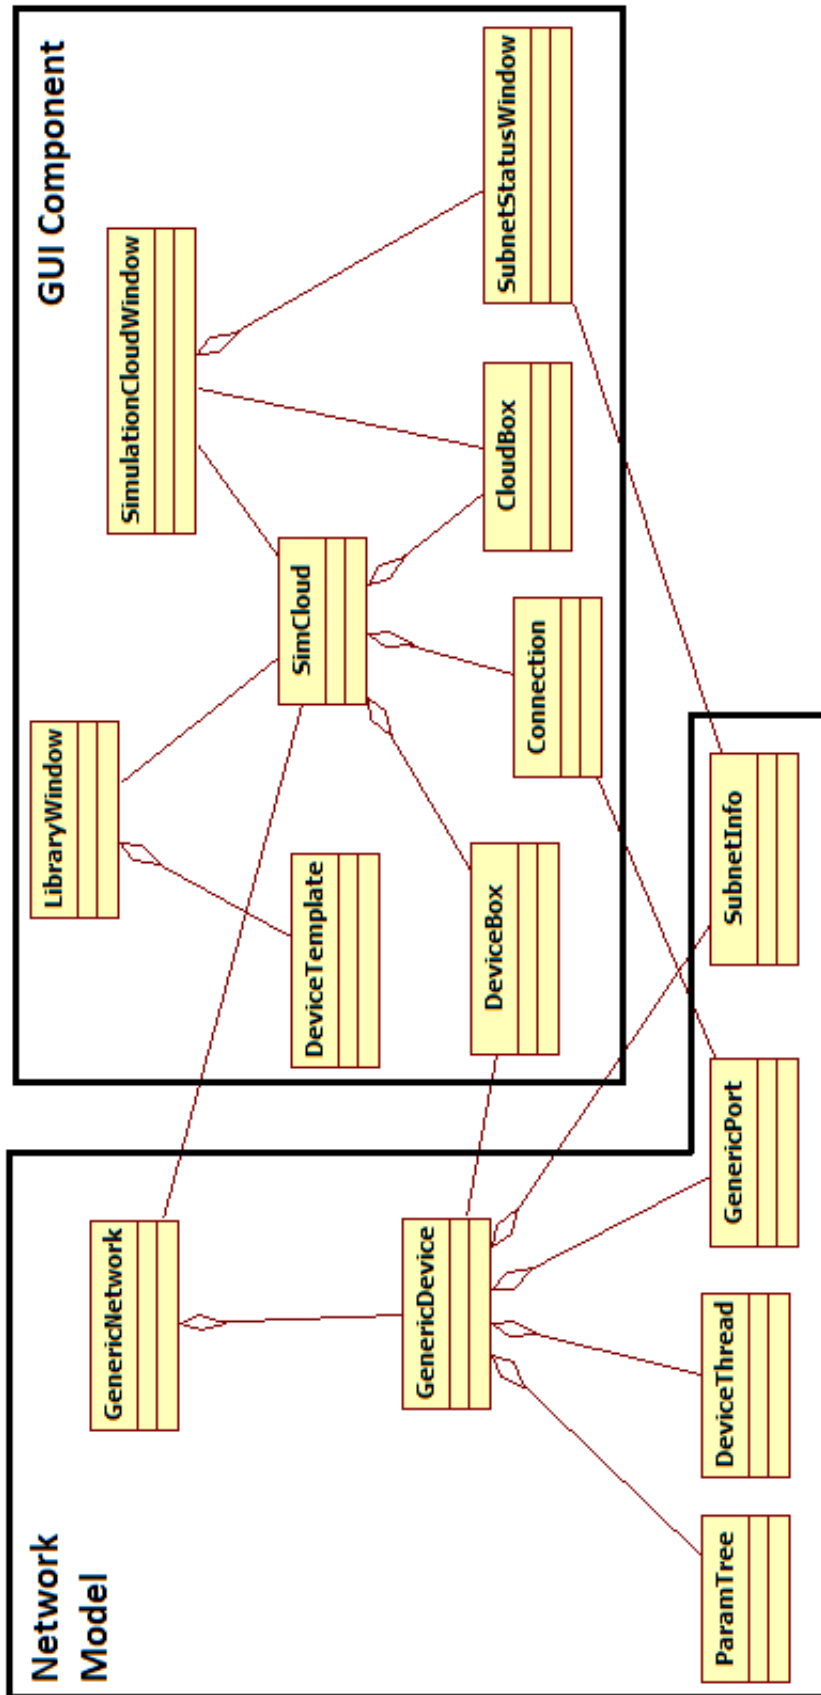 Network
Model
GUI Component
GenericNetwork
LibraryWindow
SimulationCloudWindow
SimCloud
DeviceTemplate
GenericDevice
DeviceBox
Connection
CloudBox
SubnetStatusWindow
ParamTree
DeviceThread
GenericPort
SubnetInfo